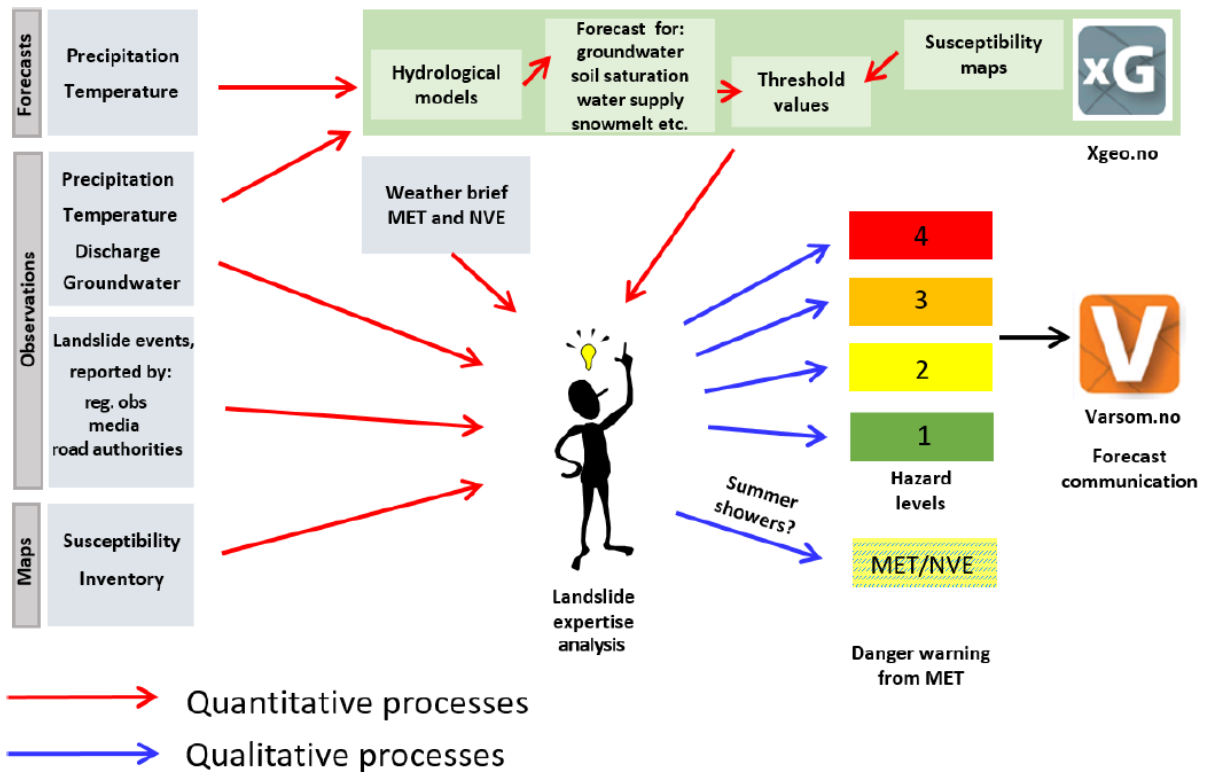 Forecasts
Precipitation
Temperature
Hydrological
models
Forecast for:
groundwater
soil saturation
water supply
snowmelt etc.
Threshold
values
Susceptibility
maps
xG
Xgeo.no
Observations
Precipitation
Temperature
Discharge
Groundwater
Weather brief
MET and NVE
Landslide events,
reported by:
reg. obs
media
road authorities
Maps
Susceptibility
Inventory
Landslide
expertise
analysis
4
3
2
1
Hazard
levels
Summer
showers?
MET/NVE
Danger warning
from MET
V
Varsom.no
Forecast
communication
Quantitative processes
Qualitative processes